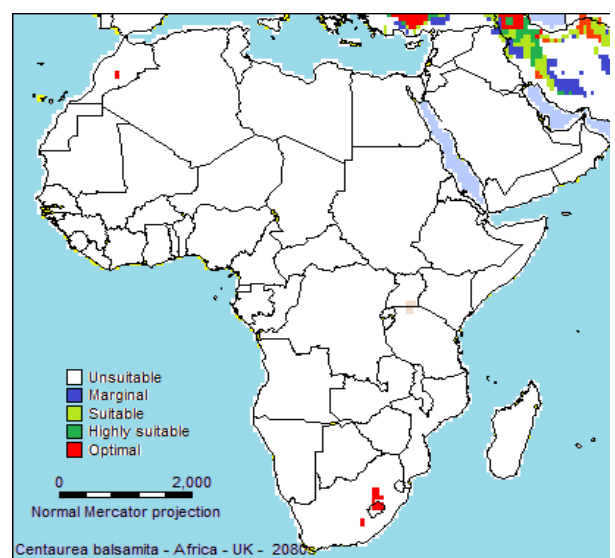 Unsuitable
Marginal
Suitable
Highly suitable
Optimal
0 2,000
Normal Mercator projection
Centaurea balsamita - Africa - UK - 2080s